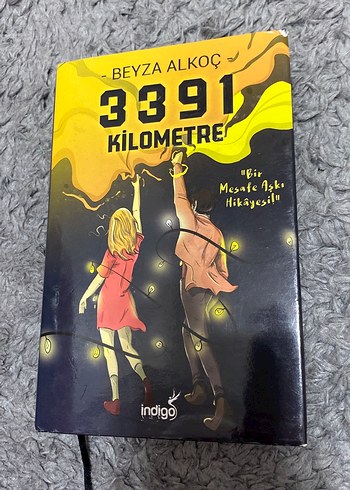 - BEYZA ALKOÇ -
3391
KİLOMETRE
"Bir
Mesafe Aşkı
Hikâyesi!"
indigo